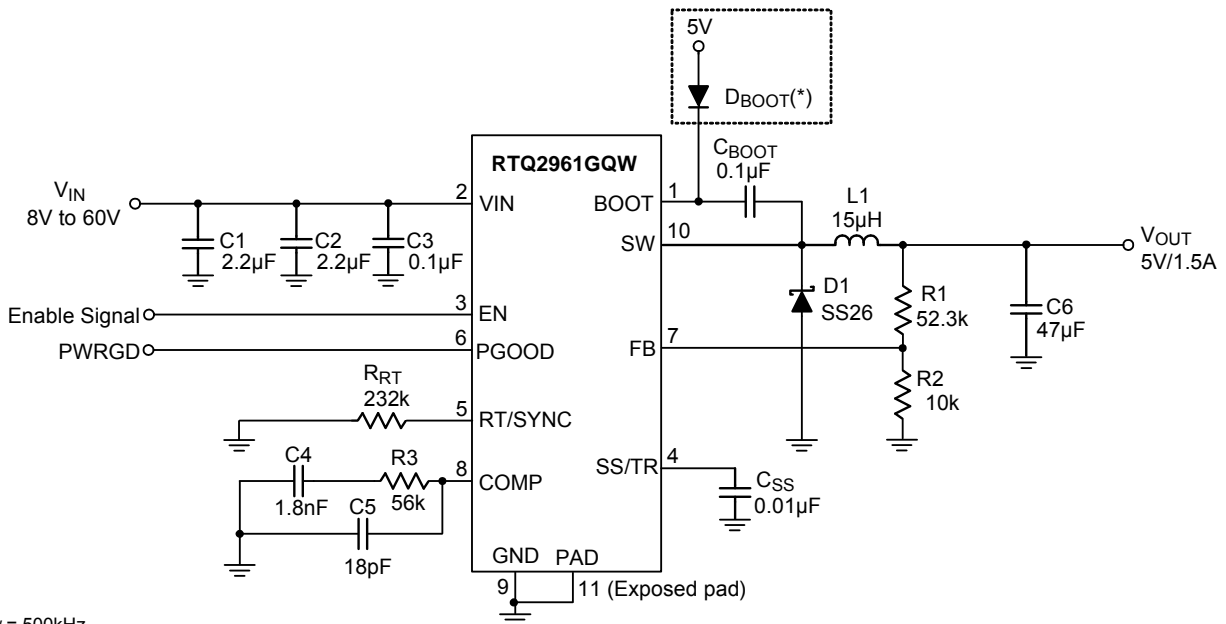 5V
DBOOT(*)
RTQ2961GQW
CBOOT
0.1µF
VIN
8V to 60V
2
VIN
BOOT
1
L1
15µH
SW
10
VOUT
5V/1.5A
C1
2.2µF
C2
2.2µF
C3
0.1µF
D1
SS26
R1
52.3k
C6
47µF
Enable Signal
3
EN
PWRGD
6
PGOOD
FB
7
R2
10k
RRT
232k
5
RT/SYNC
SS/TR
4
CSS
0.01µF
C4
1.8nF
R3
56k
8
COMP
C5
18pF
GND
PAD
9
11 (Exposed pad)
= 500kHz